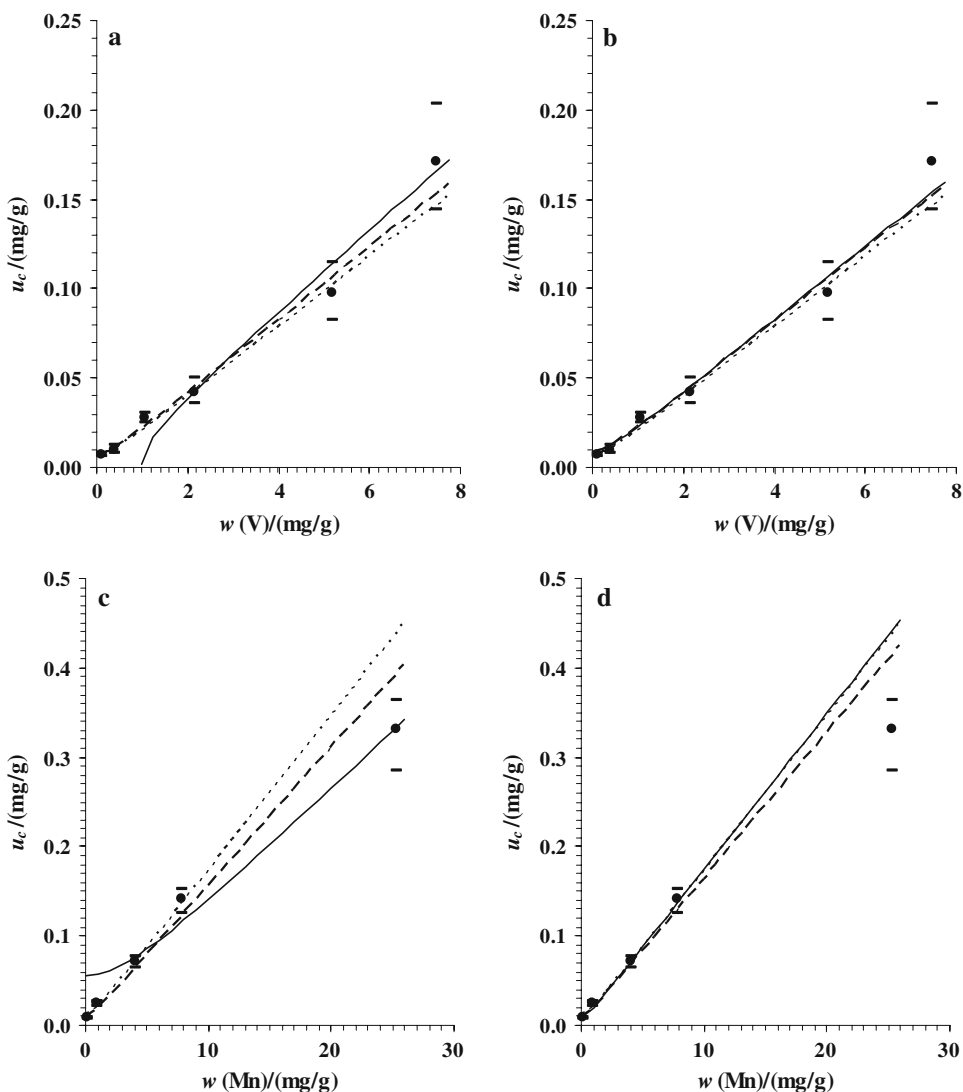 a
0.25
0.20
0.15
0.10
0.05
0.00
u_c /(mg/g)
0 2 4 6 8
w (V)/(mg/g)
b
0.25
0.20
0.15
0.10
0.05
0.00
u_c /(mg/g)
0 2 4 6 8
w (V)/(mg/g)
c
0.5
0.4
0.3
0.2
0.1
0.0
u_c /(mg/g)
0 10 20 30
w (Mn)/(mg/g)
d
0.5
0.4
0.3
0.2
0.1
0.0
u_c /(mg/g)
0 10 20 30
w (Mn)/(mg/g)